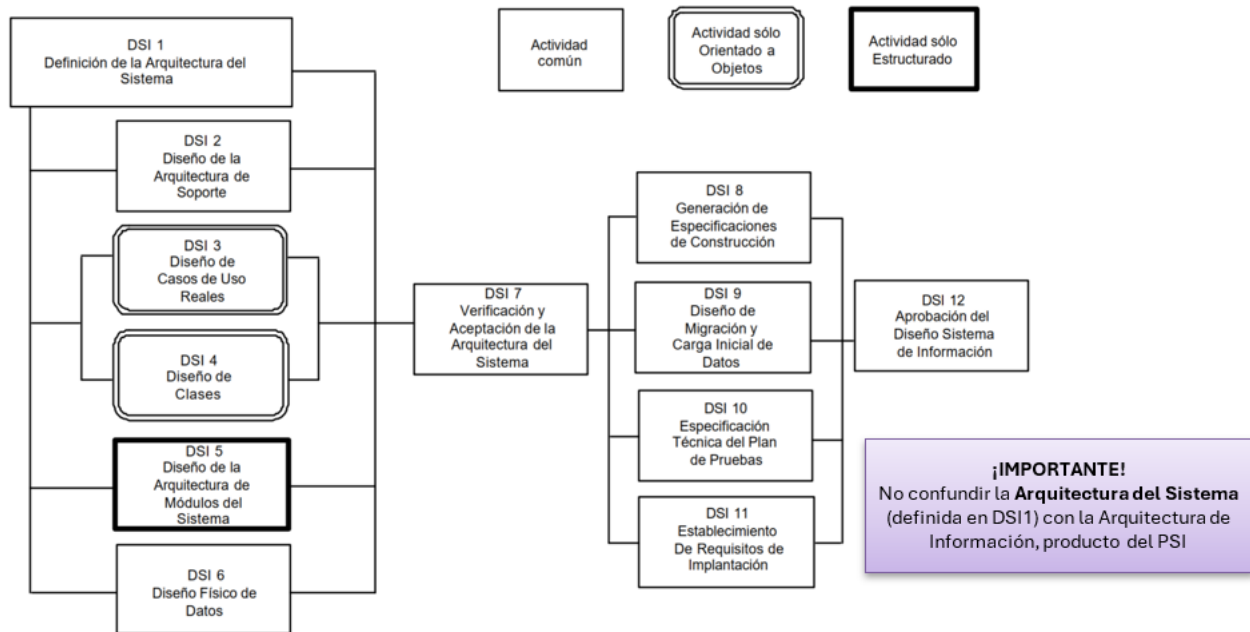 DSI 1
Definición de la Arquitectura del
Sistema
Actividad
común
Actividad sólo
Orientado a
Objetos
Actividad sólo
Estructurado
DSI 2
Diseño de la
Arquitectura de
Soporte
DSI 3
Diseño de
Casos de Uso
Reales
DSI 4
Diseño de
Clases
DSI 5
Diseño de la
Arquitectura de
Módulos del
Sistema
DSI 6
Diseño Físico de
Datos
DSI 7
Verificación y
Aceptación de la
Arquitectura del
Sistema
DSI 8
Generación de
Especificaciones
de Construcción
DSI 9
Diseño de
Migración y
Carga Inicial de
Datos
DSI 10
Especificación
Técnica del Plan
de Pruebas
DSI 11
Establecimiento
De Requisitos de
Implantación
DSI 12
Aprobación del
Diseño Sistema
de Información
¡IMPORTANTE!
No confundir la Arquitectura del Sistema
(definida en DSI1) con la Arquitectura de
Información, producto del PSI